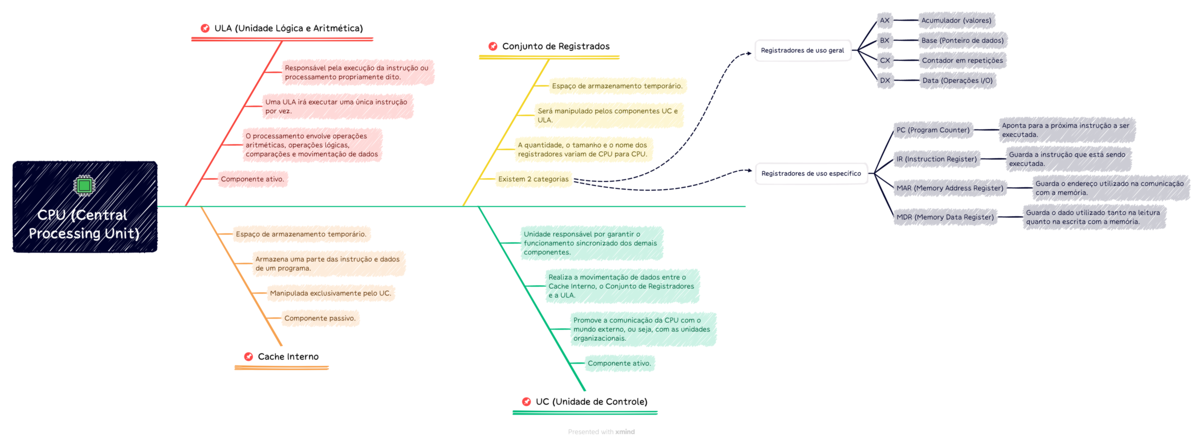 CPU (Central
Processing Unit)
ULA (Unidade Lógica e Aritmética)
Responsável pela execução da instrução ou
processamento propriamente dito.
Uma ULA irá executar uma única instrução
por vez.
O processamento envolve operações
aritméticas, operações lógicas,
comparações e movimentação de dados
Componente ativo.
Espaço de armazenamento temporário.
Armazena uma parte das instrução e dados
de um programa.
Manipulada exclusivamente pelo UC.
Componente passivo.
Cache Interno
Conjunto de Registrados
Espaço de armazenamento temporário.
Será manipulado pelos componentes UC e
ULA.
A quantidade, o tamanho e o nome dos
registradores variam de CPU para CPU.
Existem 2 categorias
Registradores de uso geral
AX
Acumulador (valores)
BX
Base (Ponteiro de dados)
CX
Contador em repetições
DX
Data (Operações I/O)
Registradores de uso específico
PC (Program Counter)
Aponta para a próxima instrução a ser
executada.
IR (Instruction Register)
Guarda a instrução que está sendo
executada.
MAR (Memory Address Register)
Guarda o endereço utilizado na comunicação
com a memória.
MDR (Memory Data Register)
Guarda o dado utilizado tanto na leitura
quanto na escrita com a memória.
Unidade responsável por garantir o
funcionamento sincronizado dos demais
componentes.
Realiza a movimentação de dados entre o
Cache Interno, o Conjunto de Registradores
e a ULA.
Promove a comunicação da CPU com o
mundo externo, ou seja, com as unidades
organizacionais.
Componente ativo.
UC (Unidade de Controle)
Presented with xmind